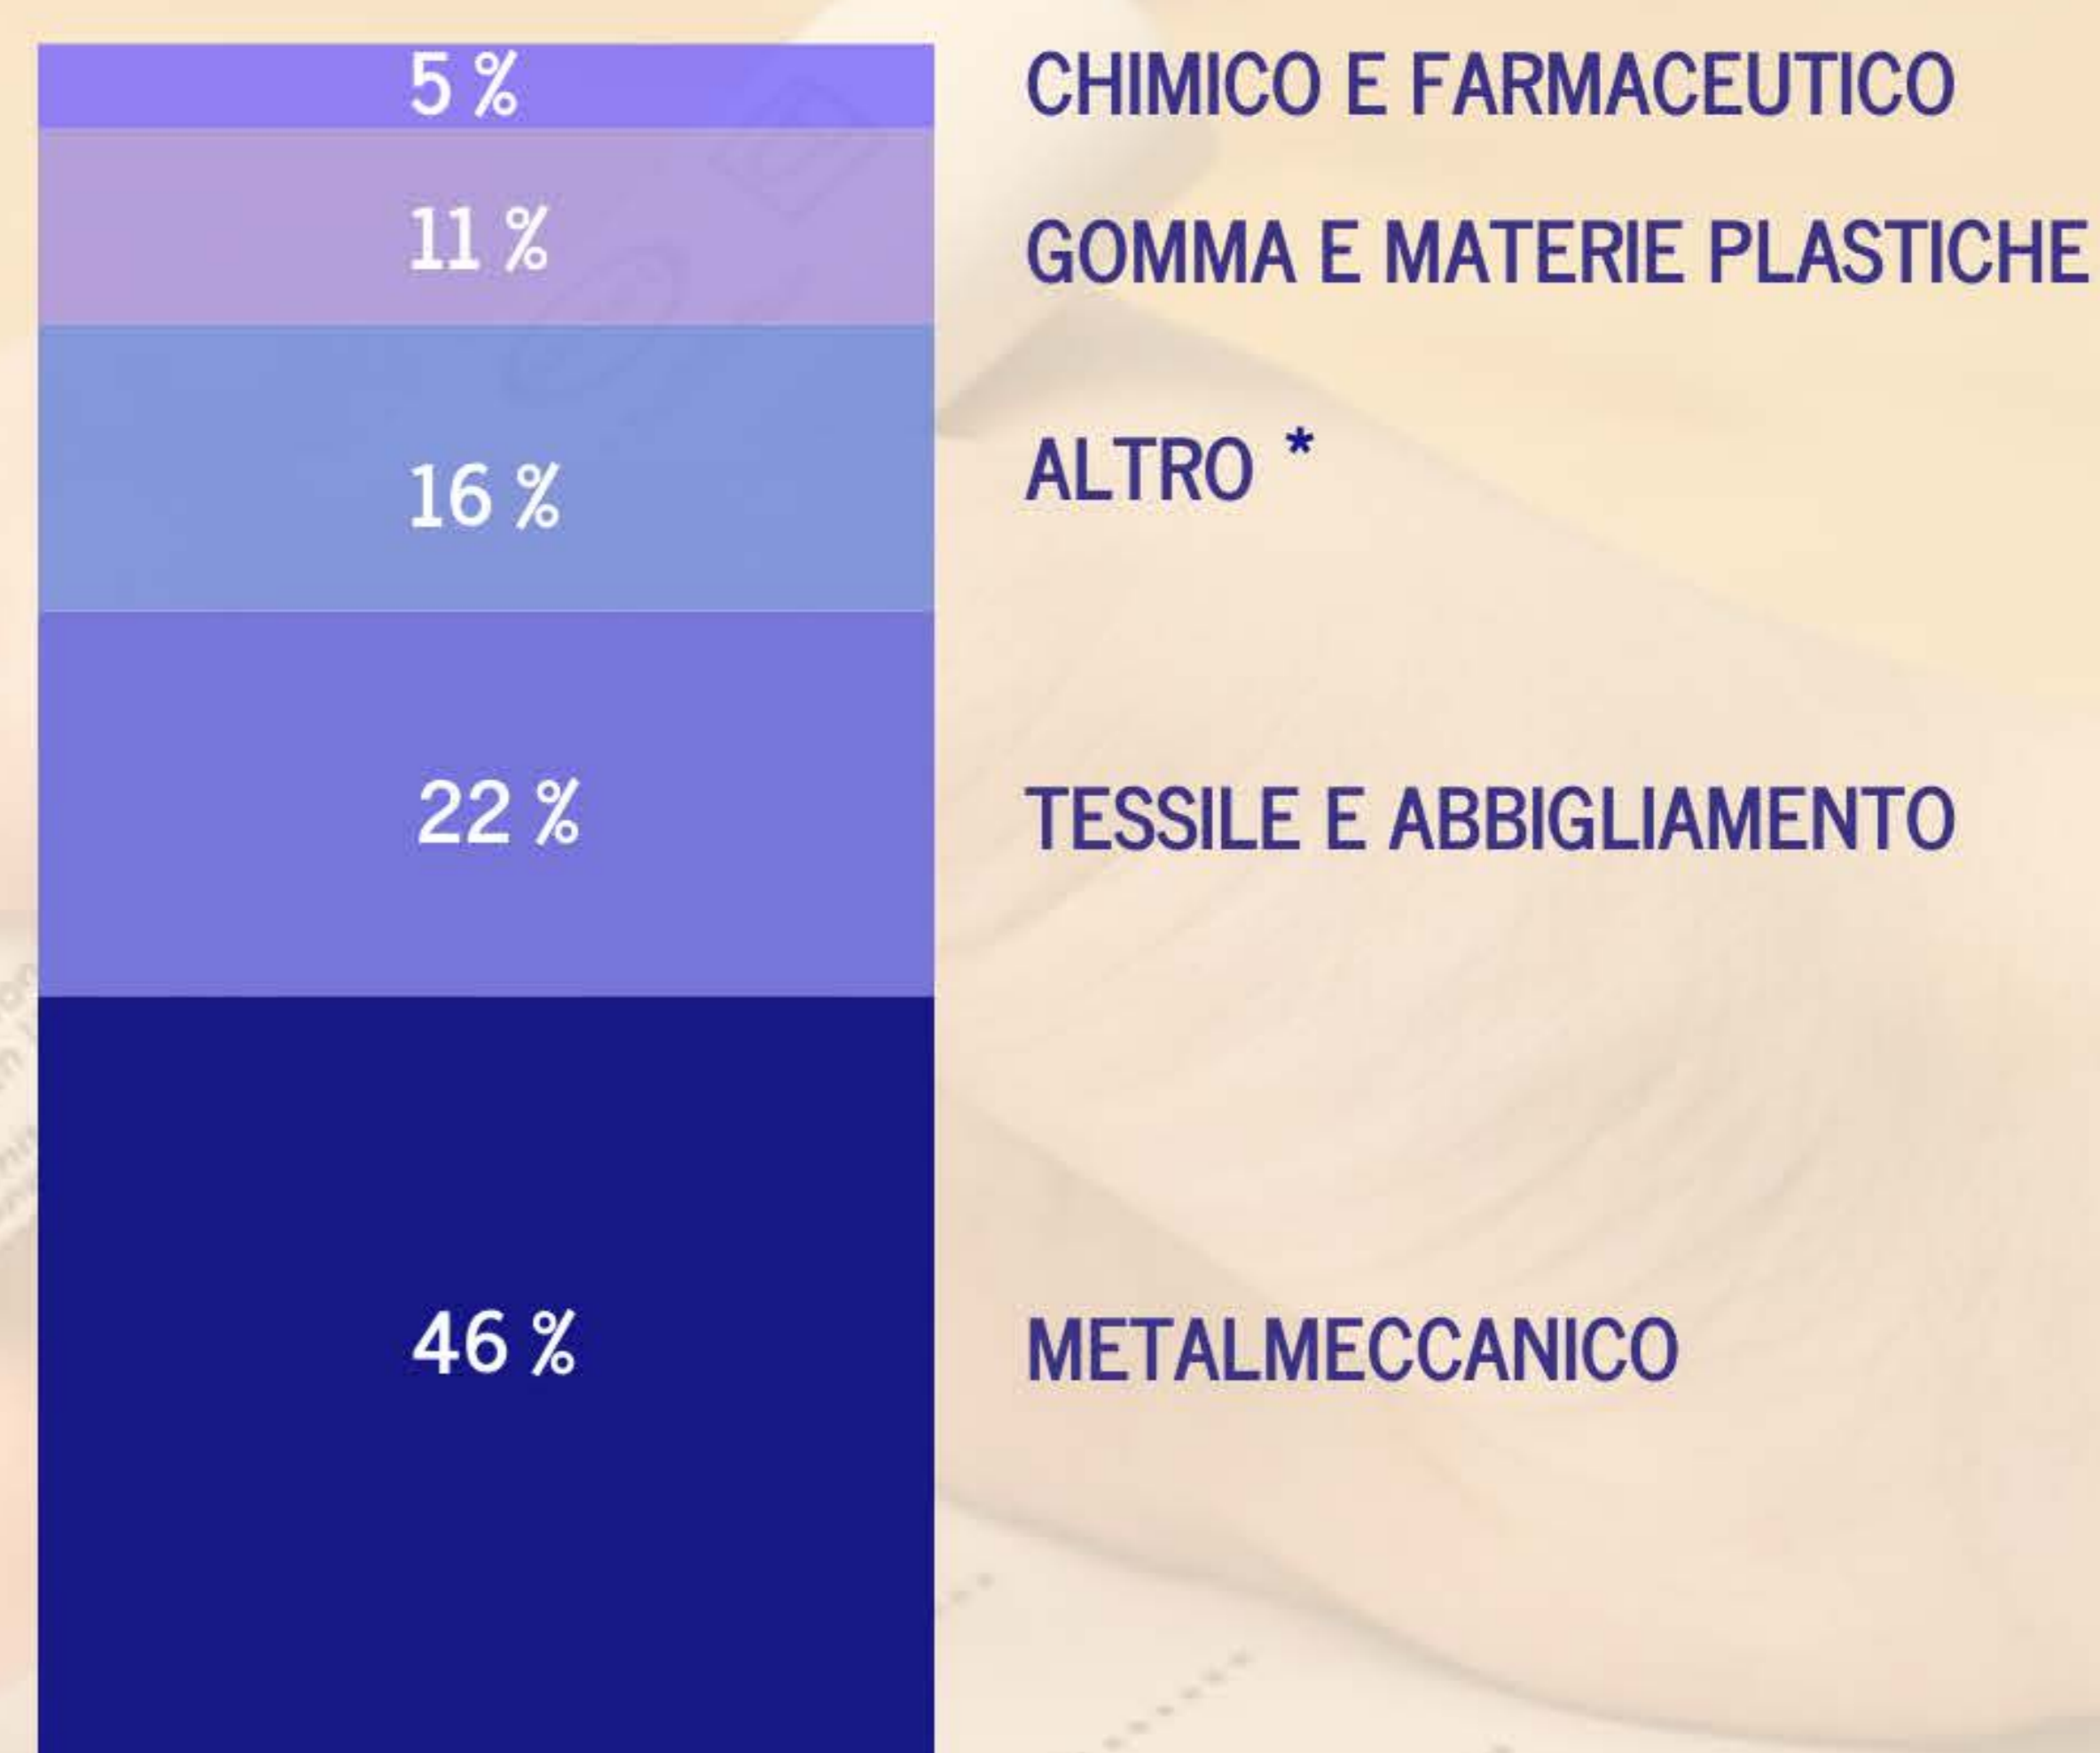 5 % CHIMICO E FARMACEUTICO
11 % GOMMA E MATERIE PLASTICHE
16 % ALTRO *
22 % TESSILE E ABBIGLIAMENTO
46 % METALMECCANICO